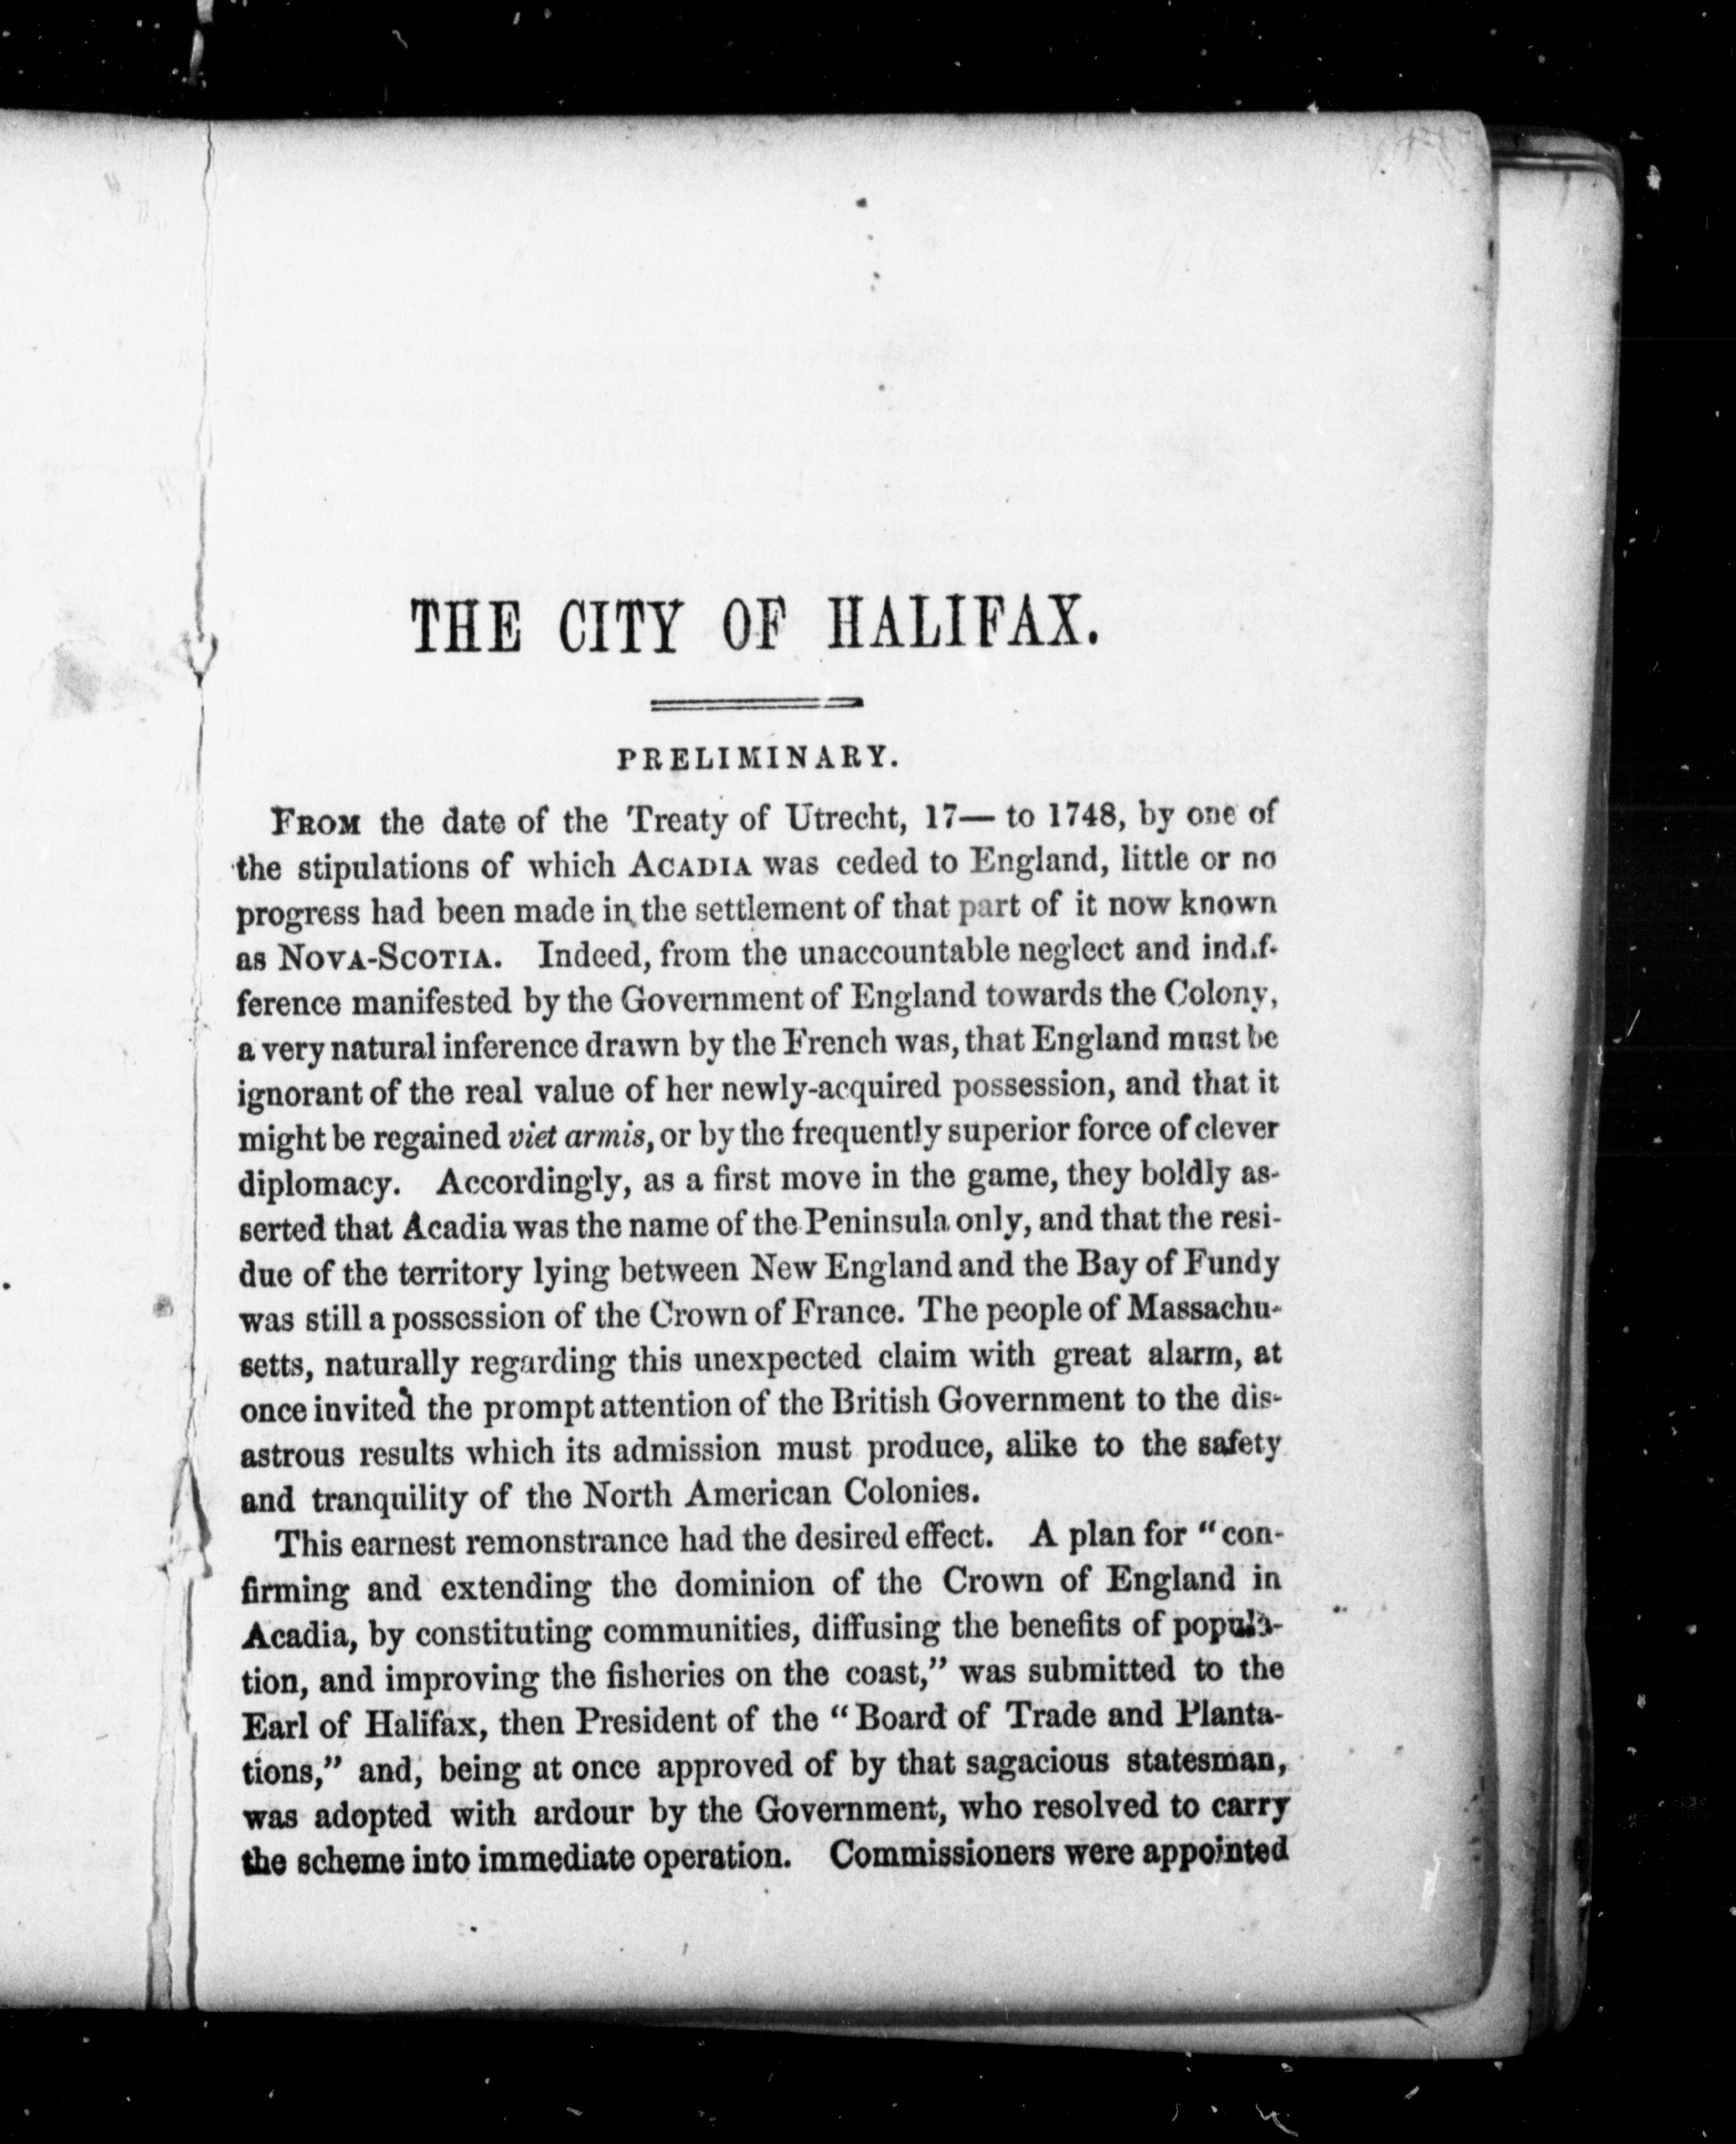 THE CITY OF HALIFAX.
PRELIMINARY.
FROM the date of the Treaty of Utrecht, 17— to 1748, by one of
the stipulations of which ACADIA was ceded to England, little or no
progress had been made in the settlement of that part of it now known
as NOVA-SCOTIA. Indeed, from the unaccountable neglect and indif-
ference manifested by the Government of England towards the Colony,
a very natural inference drawn by the French was, that England must be
ignorant of the real value of her newly-acquired possession, and that it
might be regained viet armis, or by the frequently superior force of clever
diplomacy. Accordingly, as a first move in the game, they boldly as-
serted that Acadia was the name of the Peninsula only, and that the resi-
due of the territory lying between New England and the Bay of Fundy
was still a possession of the Crown of France. The people of Massachu-
setts, naturally regarding this unexpected claim with great alarm, at
once invited the prompt attention of the British Government to the dis-
astrous results which its admission must produce, alike to the safety
and tranquility of the North American Colonies.
This earnest remonstrance had the desired effect. A plan for "con-
firming and extending the dominion of the Crown of England in
Acadia, by constituting communities, diffusing the benefits of popula-
tion, and improving the fisheries on the coast," was submitted to the
Earl of Halifax, then President of the "Board of Trade and Planta-
tions," and, being at once approved of by that sagacious statesman,
was adopted with ardour by the Government, who resolved to carry
the scheme into immediate operation. Commissioners were appointed